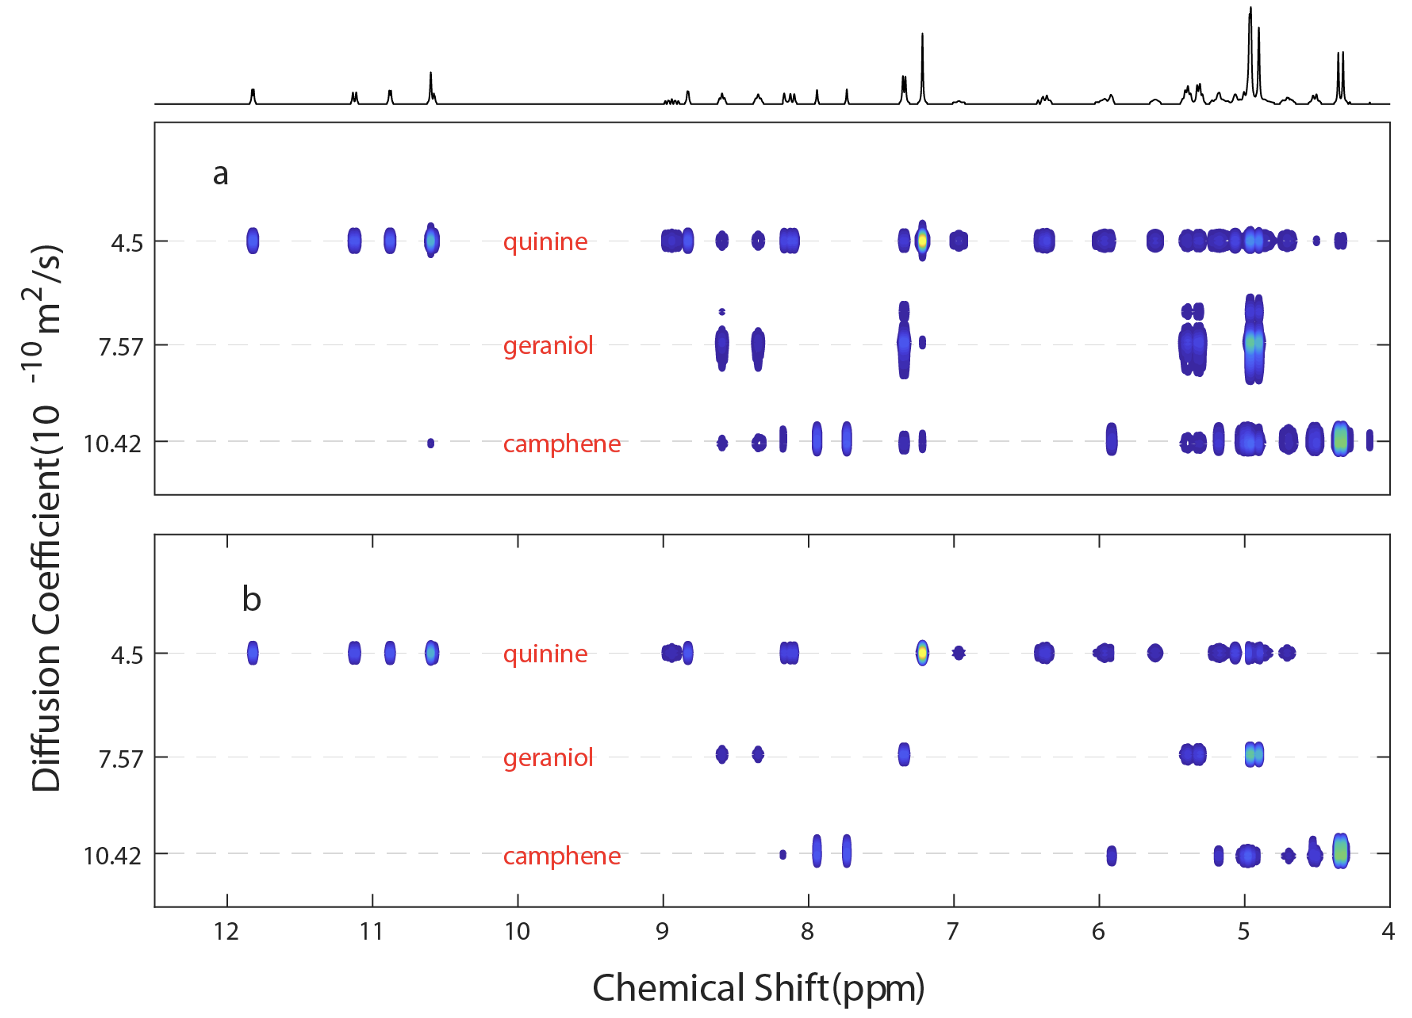 a
4.5
quinine
7.57
geraniol
10.42
camphene
b
4.5
quinine
7.57
geraniol
10.42
camphene
12 11 10 9 8 7 6 5 4
Chemical Shift(ppm)
Diffusion Coefficient(10 -10 m2/s)